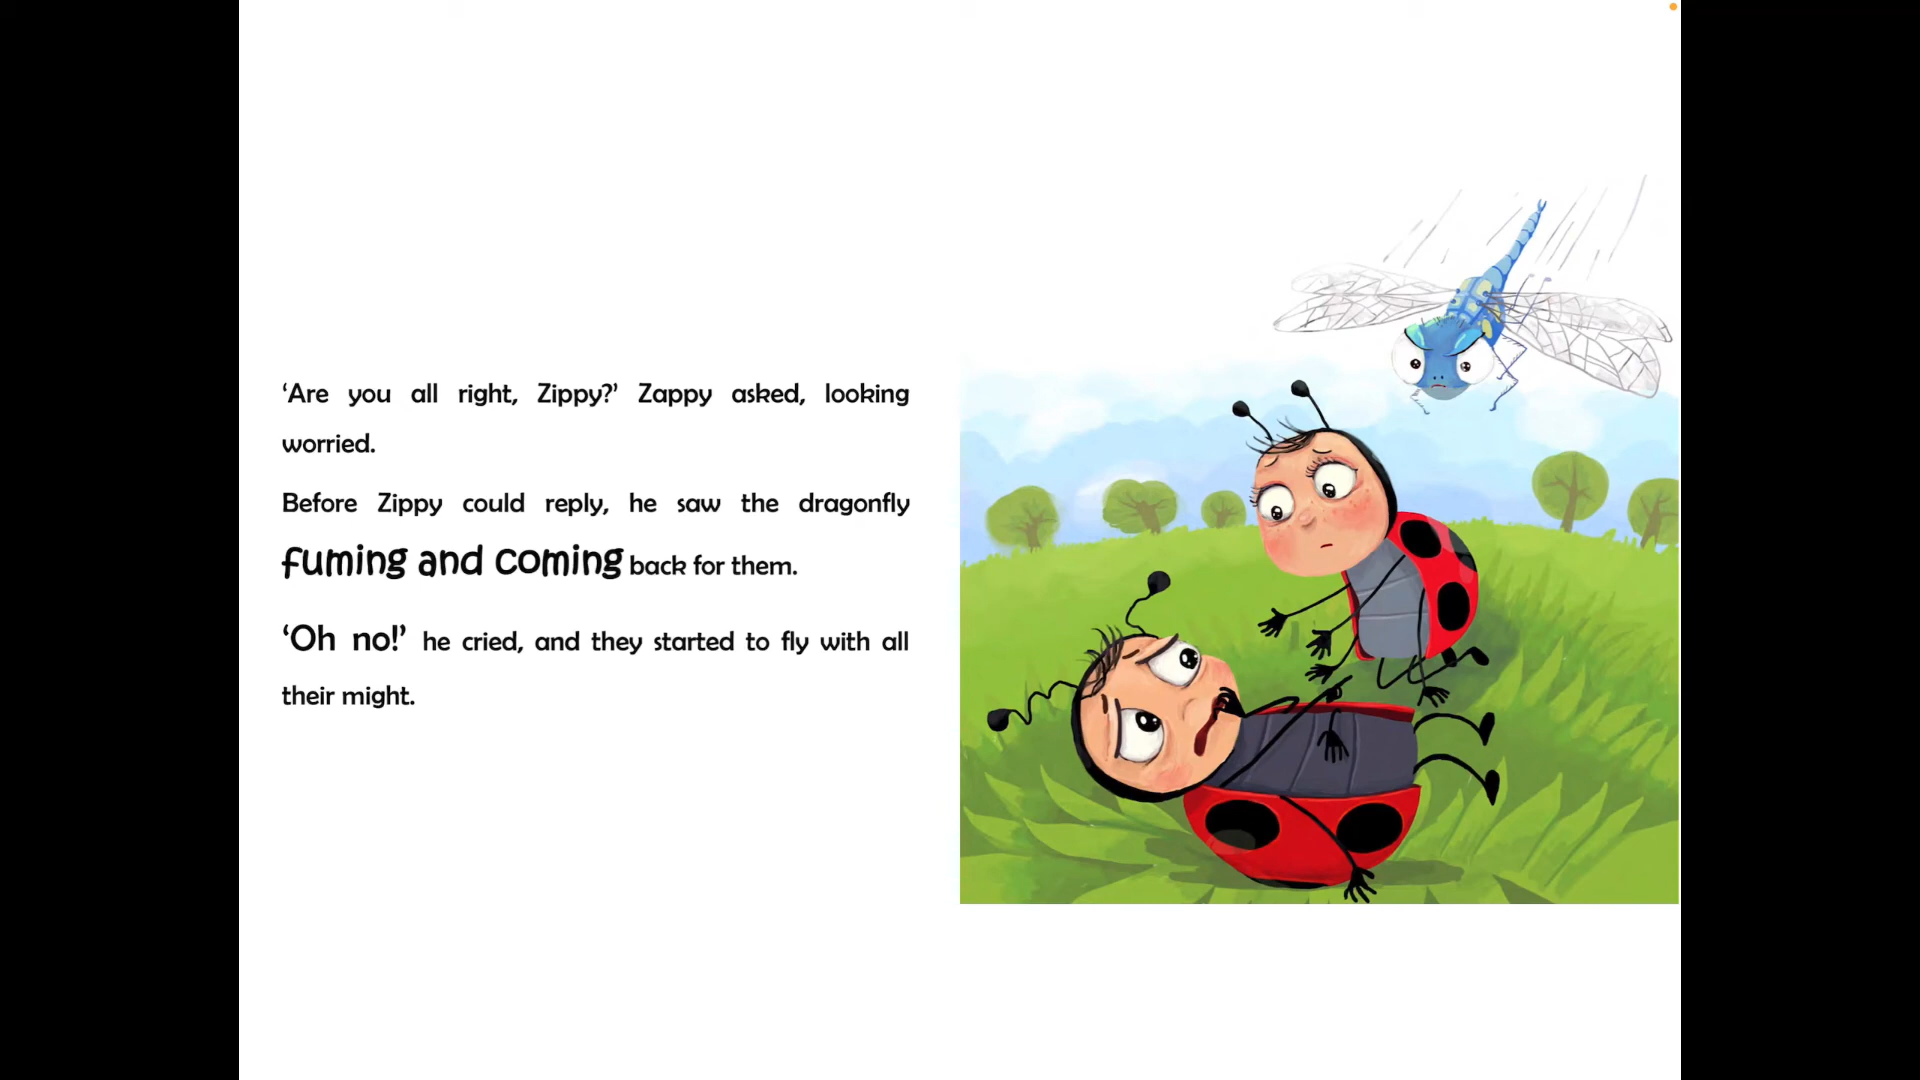 ‘Are you all right, Zippy?’ Zappy asked, looking
worried.
Before Zippy could reply, he saw the dragonfly
fuming and coming back for them.
‘Oh no!’ he cried, and they started to fly with all
their might.